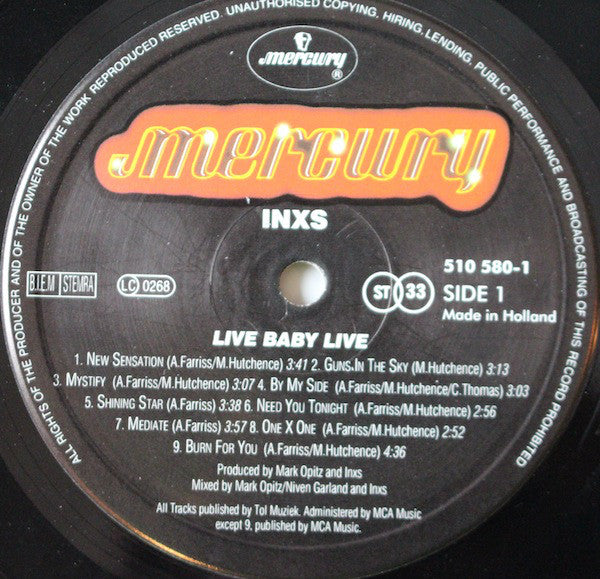 ALL RIGHTS OF THE PRODUCER AND OF THE OWNER OF THE WORK REPRODUCED RESERVED. UNAUTHORISED COPYING, HIRING, LENDING, PUBLIC PERFORMANCE AND BROADCASTING OF THIS RECORD PROHIBITED
mercury
®
mercury
INXS
B.I.E.M STEMRA
LC 0268
ST 33
510 580-1
SIDE 1
Made in Holland
LIVE BABY LIVE
1. NEW SENSATION (A.FARRISS/M.HUTCHENCE) 3:41 2. GUNS.IN THE SKY (M.HUTCHENCE) 3:13
3. MYSTIFY (A.FARRISS/M.HUTCHENCE) 3:07 4. BY MY SIDE (A.FARRISS/M.HUTCHENCE/C.THOMAS) 3:03
5. SHINING STAR (A.FARRISS) 3:38 6. NEED YOU TONIGHT (A.FARRISS/M.HUTCHENCE) 2:56
7. MEDIATE (A.FARRISS) 3:57 8. ONE X ONE (A.FARRISS/M.HUTCHENCE) 2:52
9. BURN FOR YOU (A.FARRISS/M.HUTCHENCE) 4:36
Produced by Mark Opitz and Inxs
Mixed by Mark Opitz/Niven Garland and Inxs
All Tracks published by Tol Muziek. Administered by MCA Music
except 9. published by MCA Music.